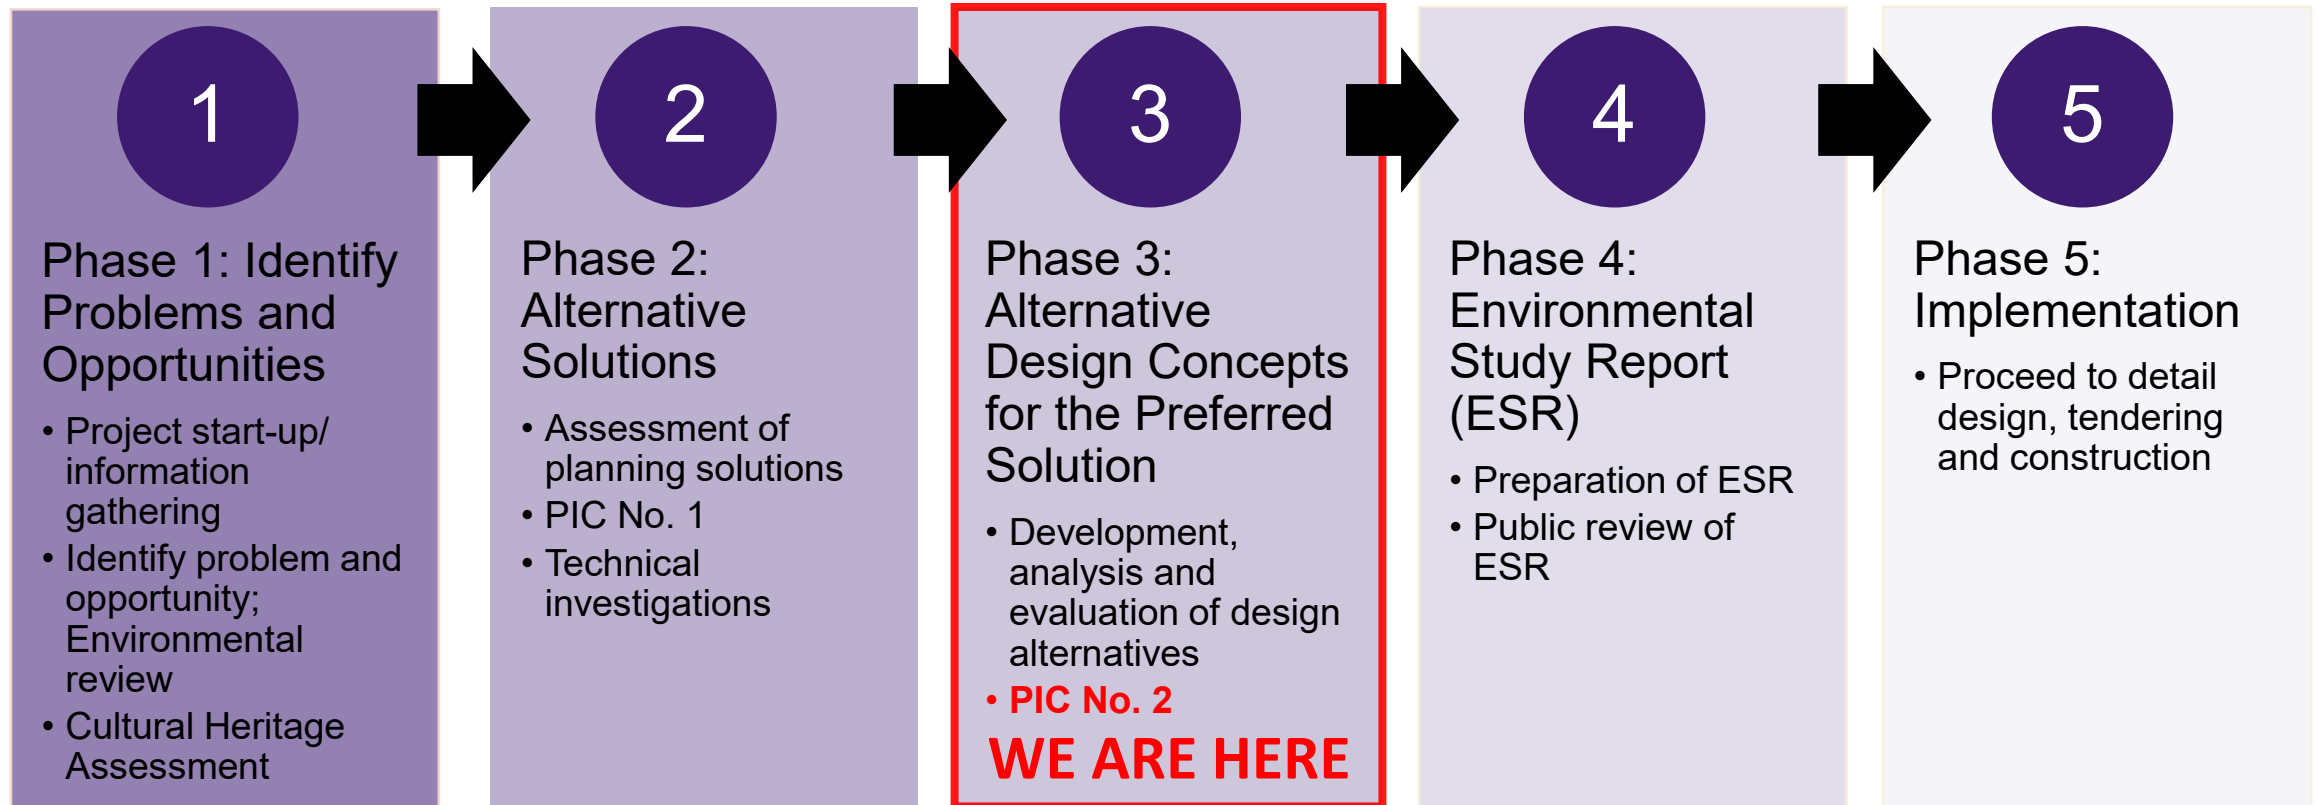 1
Phase 1: Identify
Problems and
Opportunities
• Project start-up/
information
gathering
• Identify problem and
opportunity;
Environmental
review
• Cultural Heritage
Assessment
2
Phase 2:
Alternative
Solutions
• Assessment of
planning solutions
• PIC No. 1
• Technical
investigations
3
Phase 3:
Alternative
Design Concepts
for the Preferred
Solution
• Development,
analysis and
evaluation of design
alternatives
• PIC No. 2
WE ARE HERE
4
Phase 4:
Environmental
Study Report
(ESR)
• Preparation of ESR
• Public review of
ESR
5
Phase 5:
Implementation
• Proceed to detail
design, tendering
and construction